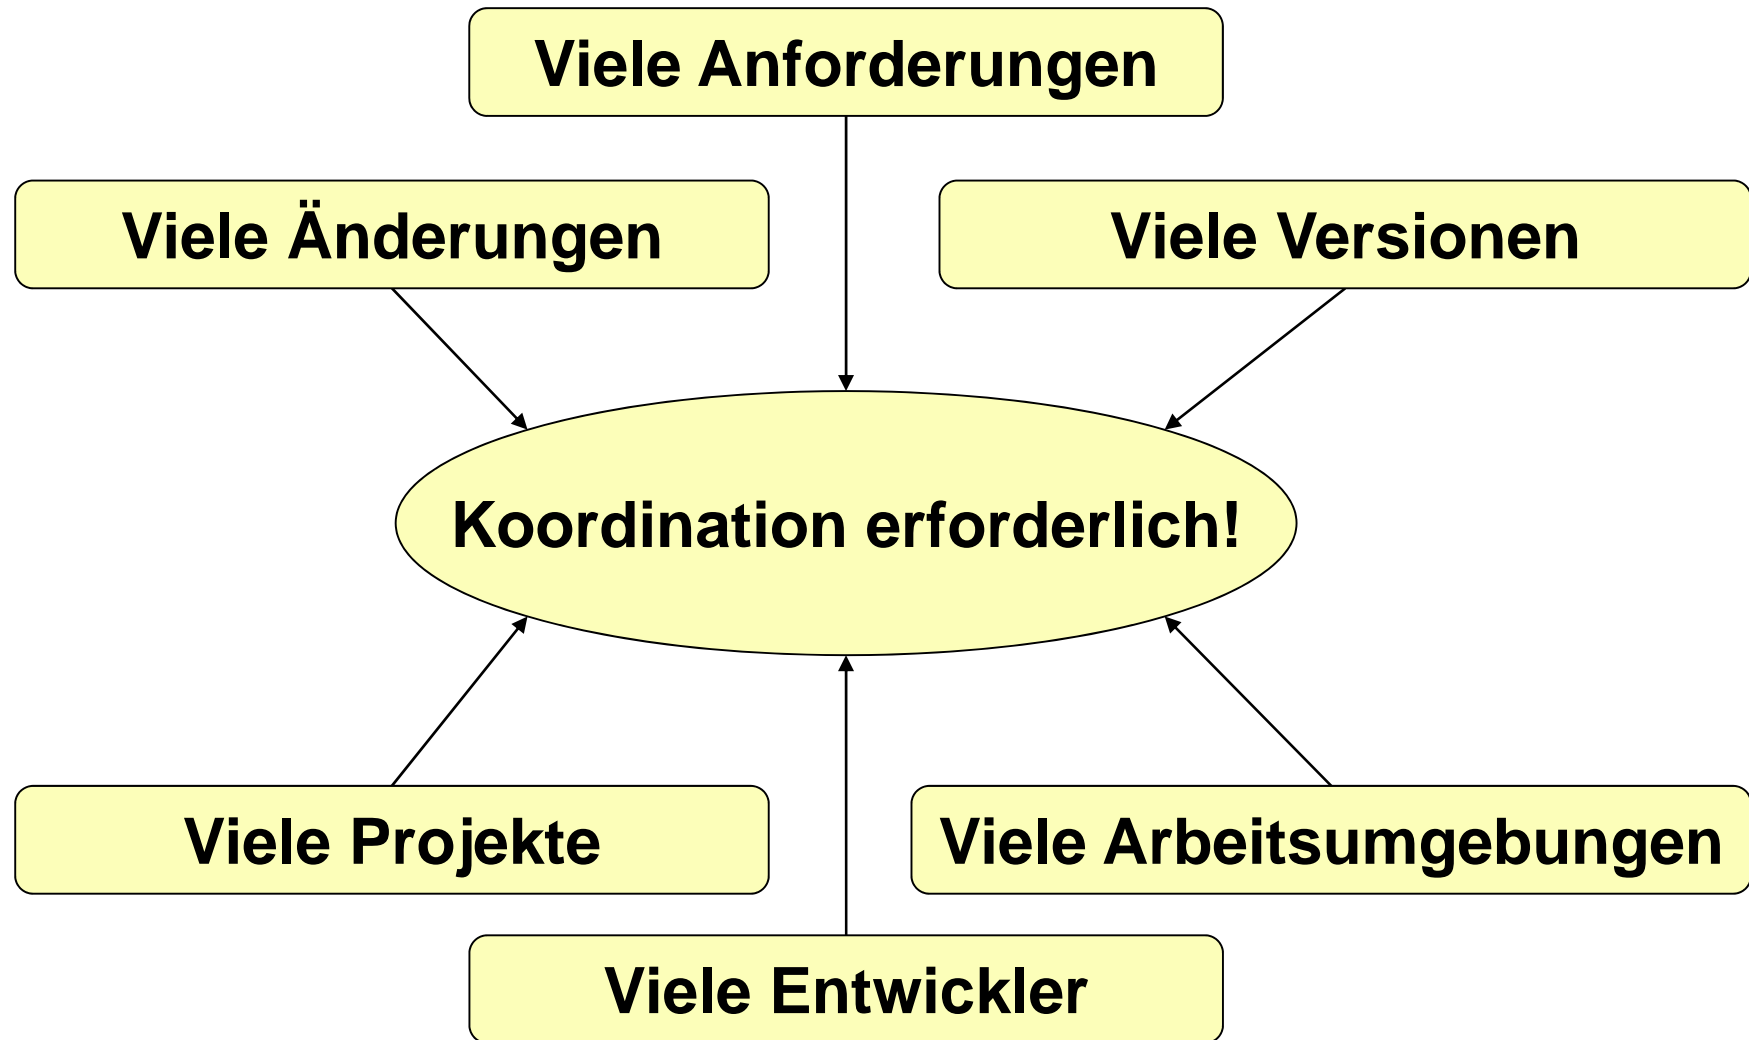 Viele Anforderungen
Viele Änderungen
Viele Versionen
Koordination erforderlich!
Viele Projekte
Viele Arbeitsumgebungen
Viele Entwickler